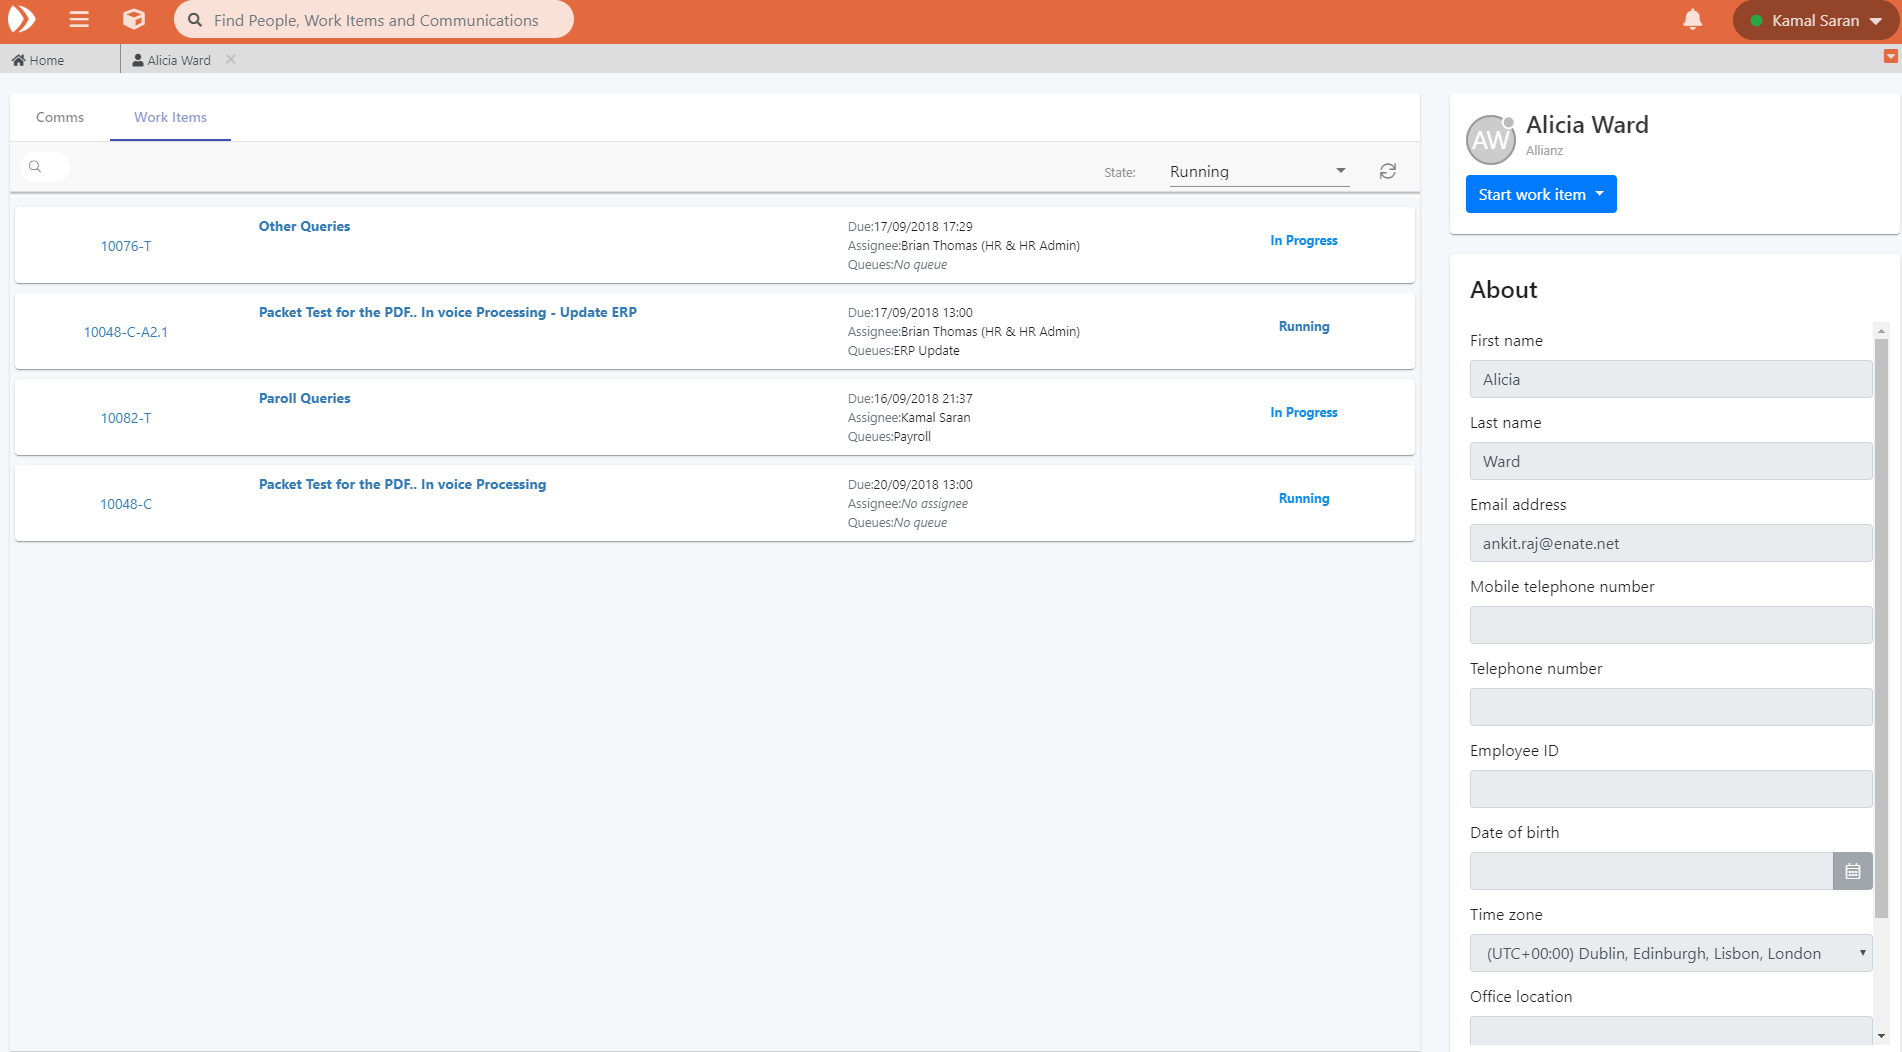 Find People, Work Items and Communications
Kamal Saran
Home
Alicia Ward
Comms
Work Items
State:
Running
10076-T
Other Queries
Due:17/09/2018 17:29
Assignee:Brian Thomas (HR & HR Admin)
Queues:No queue
In Progress
10048-C-A2.1
Packet Test for the PDF.. In voice Processing - Update ERP
Due:17/09/2018 13:00
Assignee:Brian Thomas (HR & HR Admin)
Queues:ERP Update
Running
10082-T
Paroll Queries
Due:16/09/2018 21:37
Assignee:Kamal Saran
Queues:Payroll
In Progress
10048-C
Packet Test for the PDF.. In voice Processing
Due:20/09/2018 13:00
Assignee:No assignee
Queues:No queue
Running
AW
Alicia Ward
Allianz
Start work item
About
First name
Alicia
Last name
Ward
Email address
ankit.raj@enate.net
Mobile telephone number
Telephone number
Employee ID
Date of birth
Time zone
(UTC+00:00) Dublin, Edinburgh, Lisbon, London
Office location